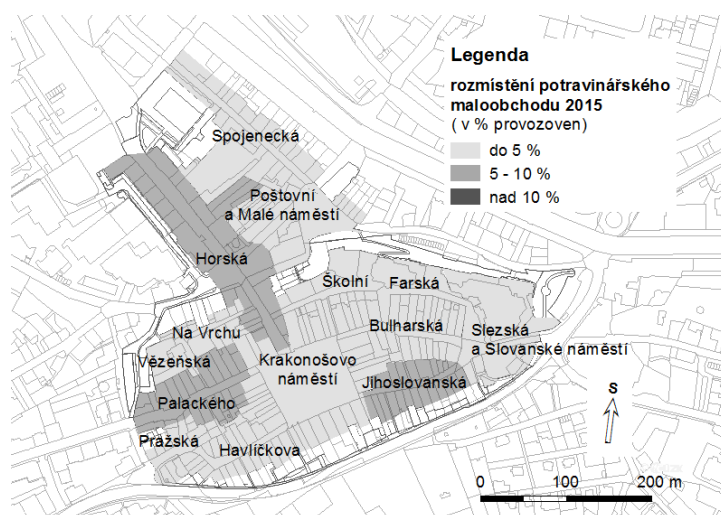 Legenda
rozmístění potravinářského
maloobchodu 2015
( v % provozoven)
do 5 %
5 - 10 %
nad 10 %
Spojenecká
Poštovní
a Malé náměstí
Horská
Školní
Farská
Na Vrchu
Bulharská
Slezská
a Slovanské náměstí
Vězeňská
Krakonošovo
náměstí
Jihoslovanská
Palackého
Pražská
Havlíčkova
S
0 100 200 m